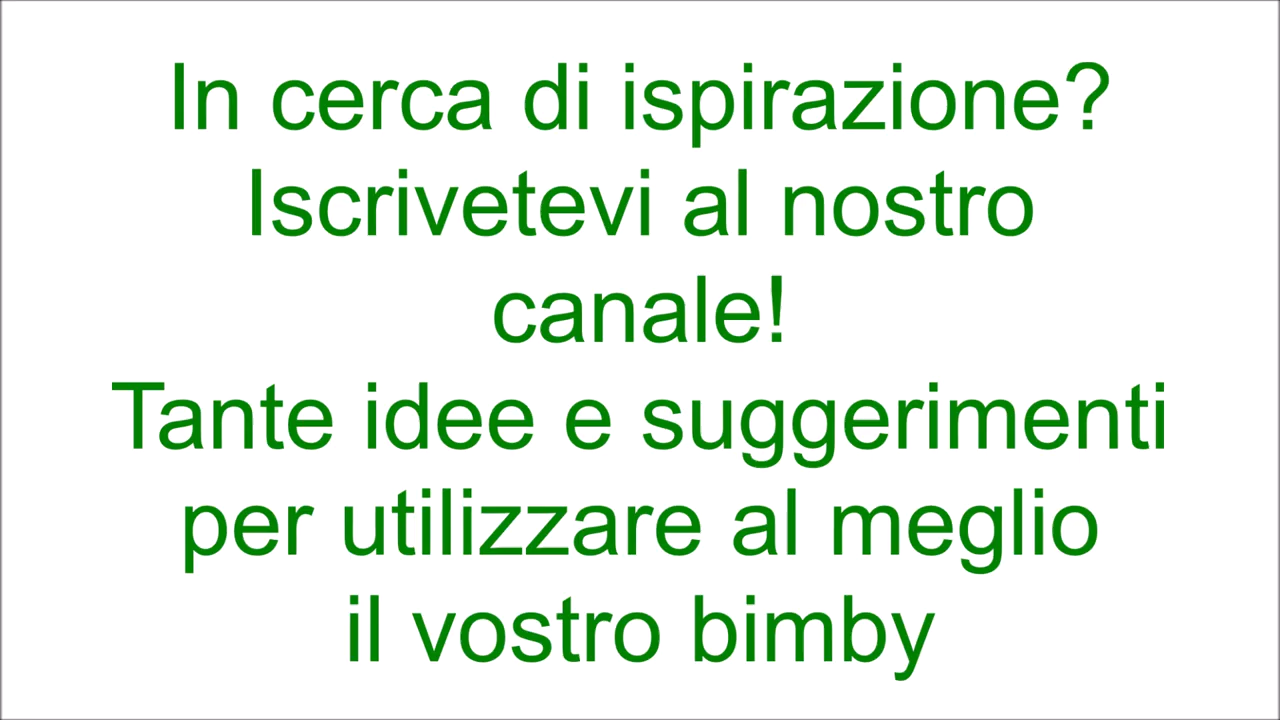 In cerca di ispirazione?
Iscrivetevi al nostro
canale!
Tante idee e suggerimenti
per utilizzare al meglio
il vostro bimby